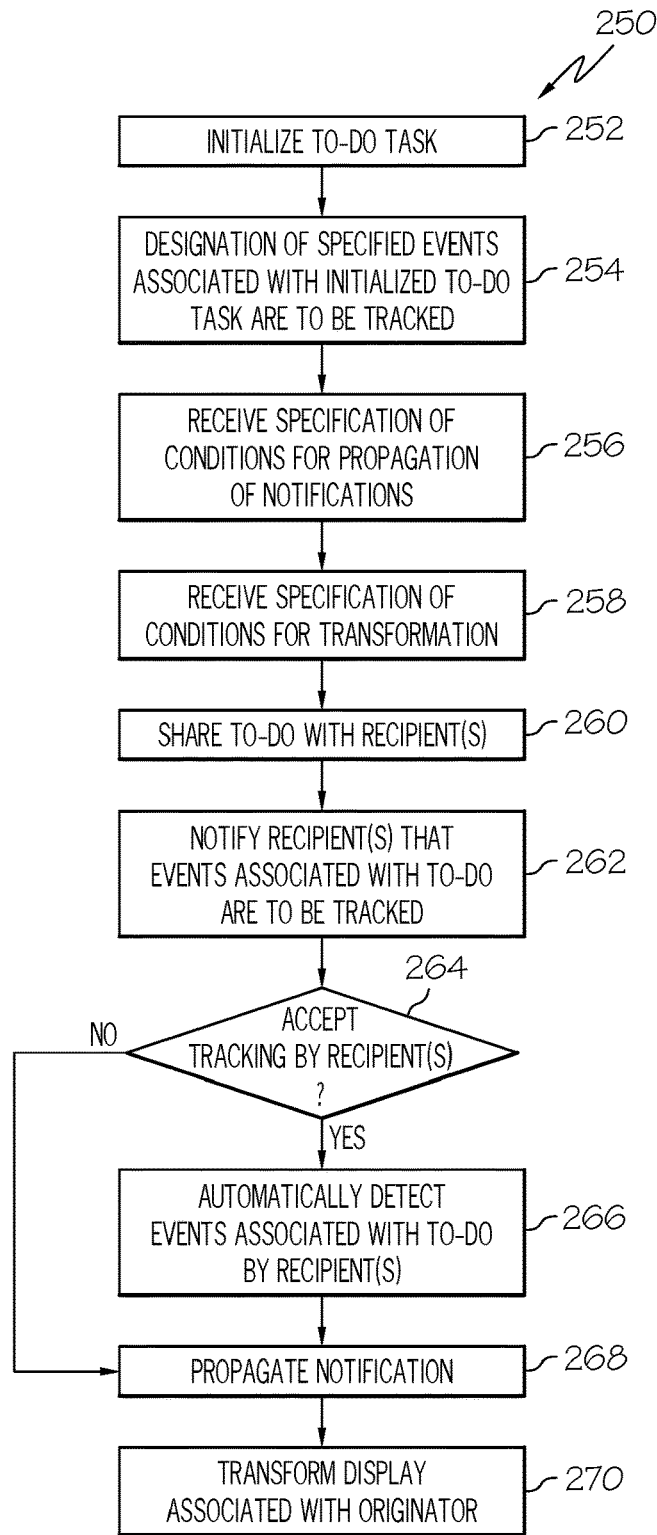 250
INITIALIZE TO-DO TASK
252
DESIGNATION OF SPECIFIED EVENTS
ASSOCIATED WITH INITIALIZED TO-DO
TASK ARE TO BE TRACKED
254
RECEIVE SPECIFICATION OF
CONDITIONS FOR PROPAGATION
OF NOTIFICATIONS
256
RECEIVE SPECIFICATION OF
CONDITIONS FOR TRANSFORMATION
258
SHARE TO-DO WITH RECIPIENT(S)
260
NOTIFY RECIPIENT(S) THAT
EVENTS ASSOCIATED WITH TO-DO
ARE TO BE TRACKED
262
264
ACCEPT
TRACKING BY RECIPIENT(S)
?
NO
YES
AUTOMATICALLY DETECT
EVENTS ASSOCIATED WITH TO-DO
BY RECIPIENT(S)
266
PROPAGATE NOTIFICATION
268
TRANSFORM DISPLAY
ASSOCIATED WITH ORIGINATOR
270